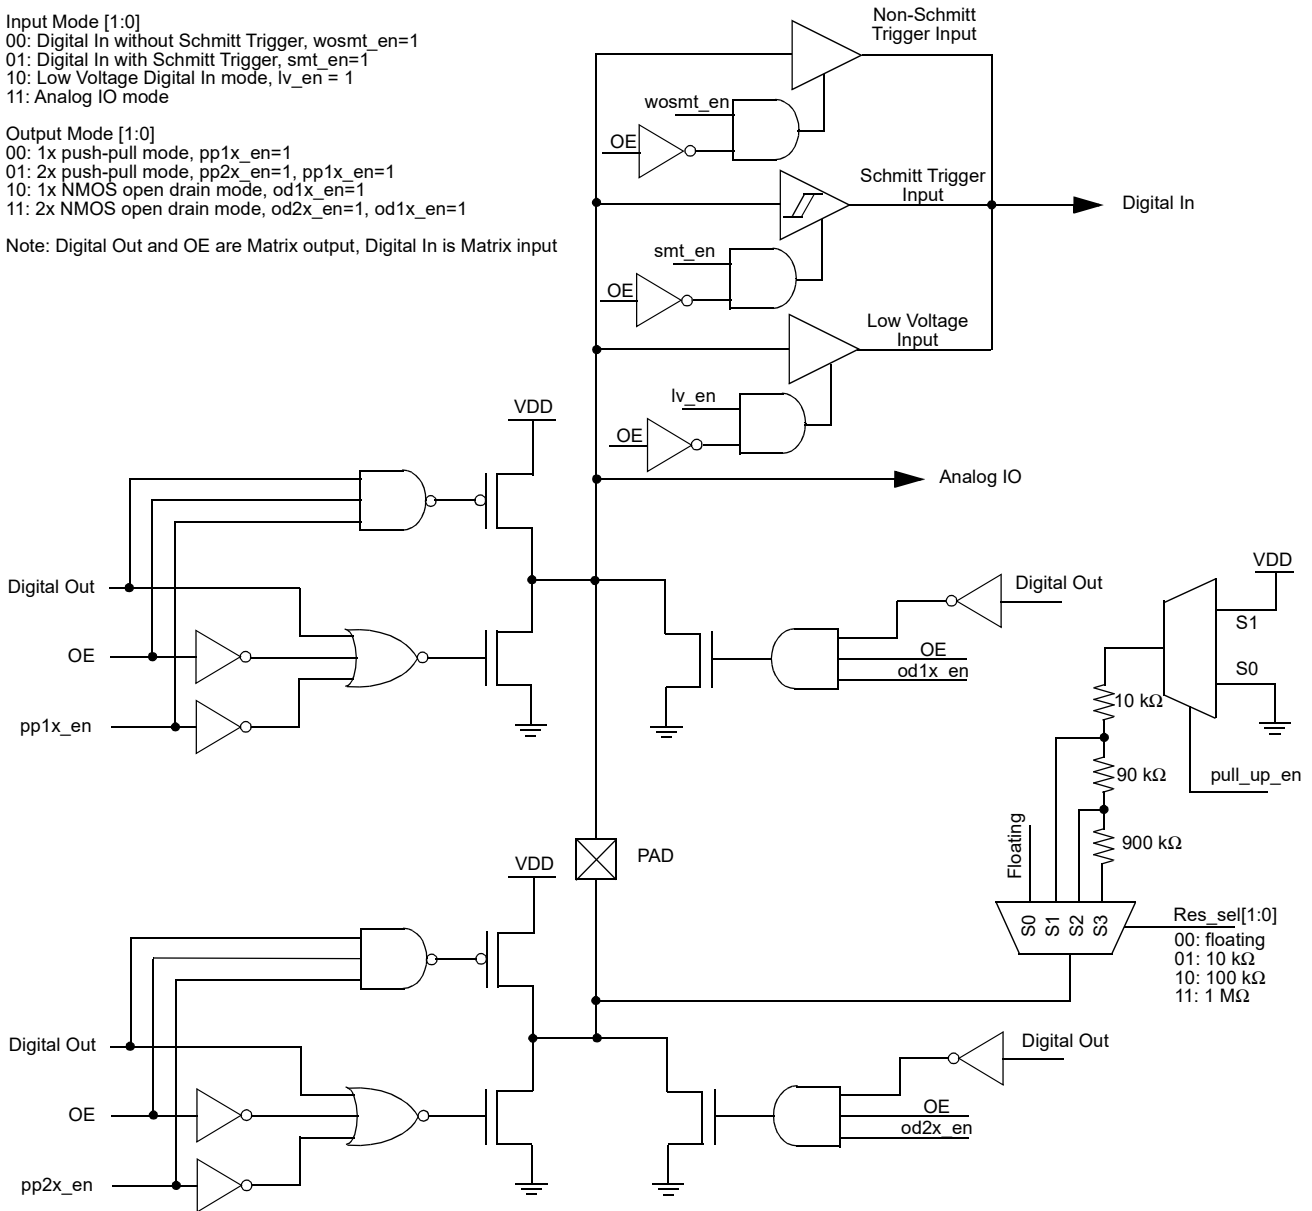 Input Mode [1:0]
00: Digital In without Schmitt Trigger, wosmt_en=1
01: Digital In with Schmitt Trigger, smt_en=1
10: Low Voltage Digital In mode, lv_en = 1
11: Analog IO mode
Output Mode [1:0]
00: 1x push-pull mode, pp1x_en=1
01: 2x push-pull mode, pp2x_en=1, pp1x_en=1
10: 1x NMOS open drain mode, od1x_en=1
11: 2x NMOS open drain mode, od2x_en=1, od1x_en=1
Note: Digital Out and OE are Matrix output, Digital In is Matrix input
Non-Schmitt
Trigger Input
wosmt_en
OE
Schmitt Trigger
Input
Digital In
smt_en
OE
Low Voltage
Input
lv_en
OE
VDD
Analog IO
Digital Out
OE
pp1x_en
Digital Out
OE
od1x_en
VDD
S1
S0
10 kΩ
90 kΩ
pull_up_en
900 kΩ
Floating
S0
S1
S2
S3
Res_sel[1:0]
00: floating
01: 10 kΩ
10: 100 kΩ
11: 1 MΩ
PAD
VDD
Digital Out
OE
pp2x_en
Digital Out
OE
od2x_en